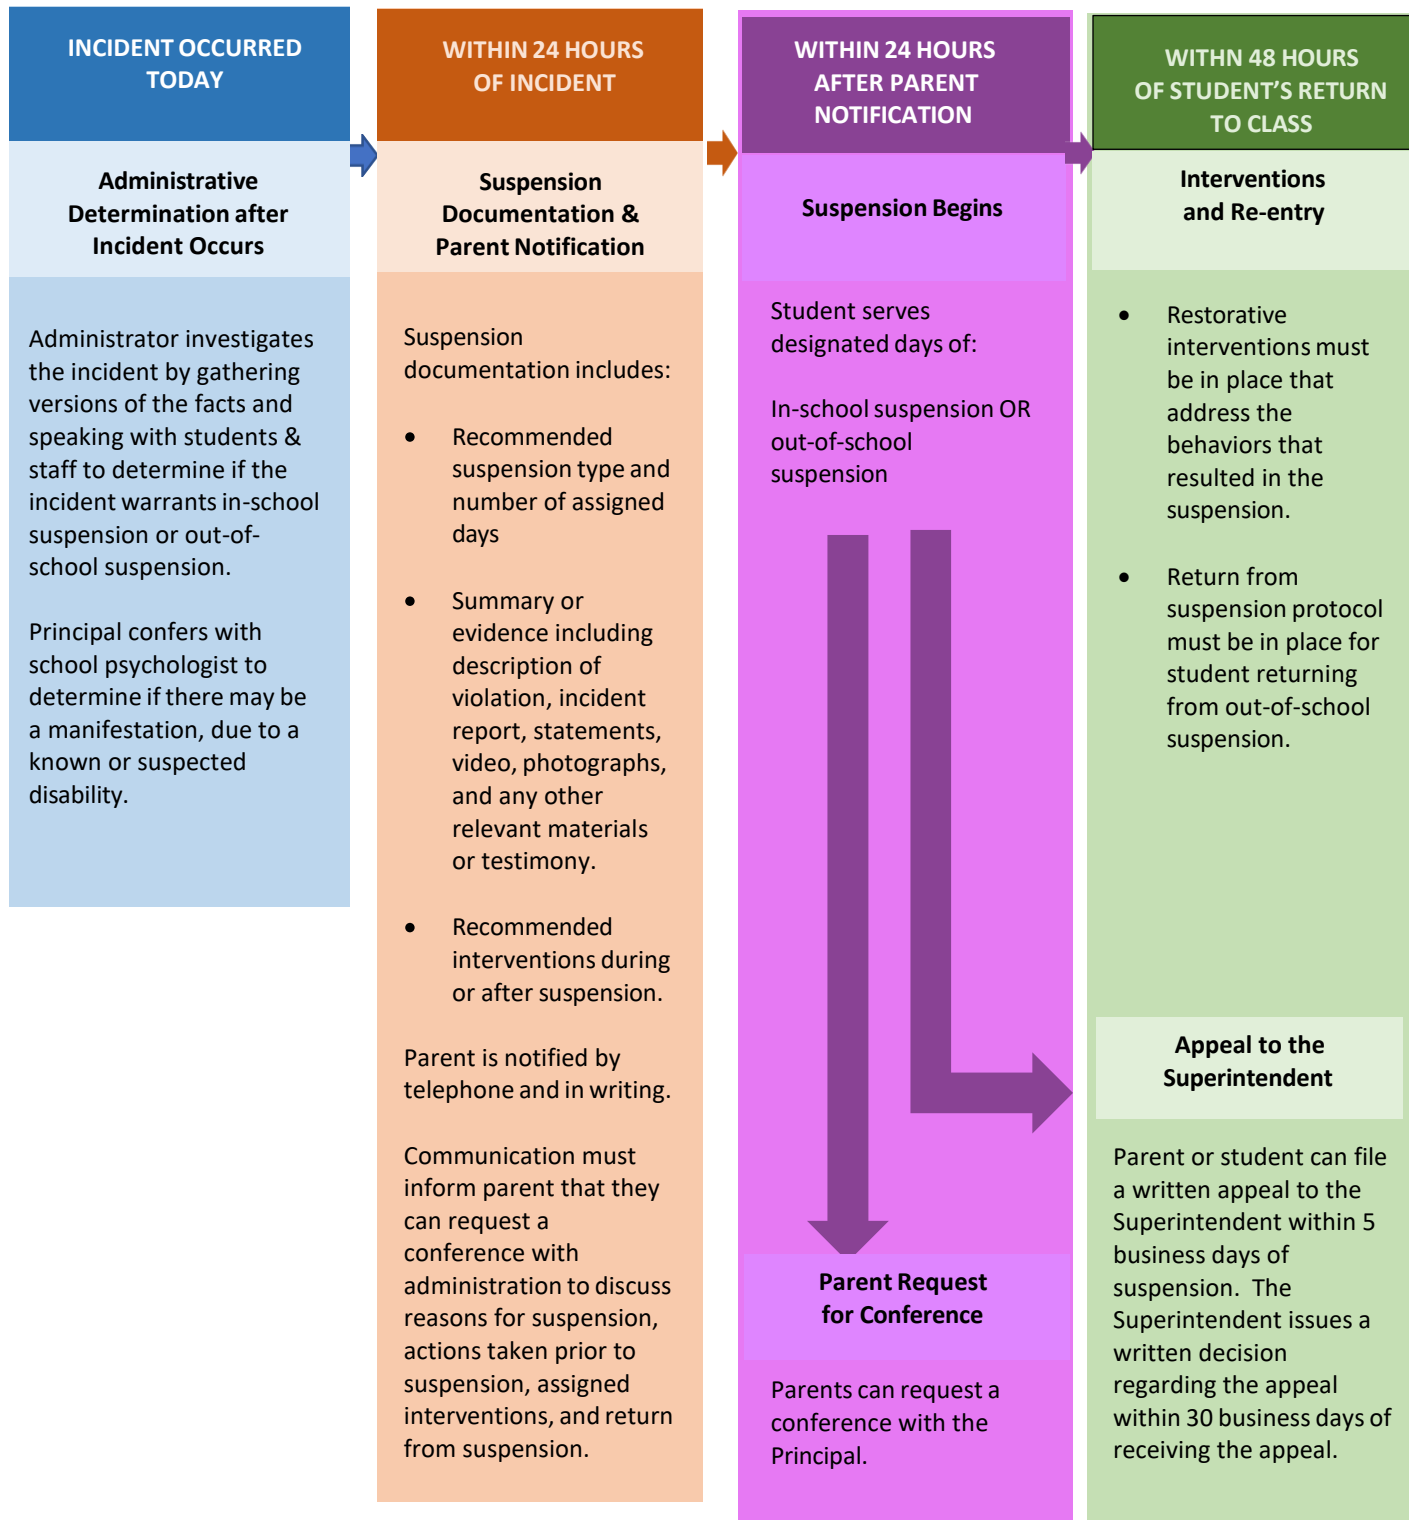 INCIDENT OCCURRED
TODAY
Administrative
Determination after
Incident Occurs
Administrator investigates
the incident by gathering
versions of the facts and
speaking with students &
staff to determine if the
incident warrants in-school
suspension or out-of-
school suspension.
Principal confers with
school psychologist to
determine if there may be
a manifestation, due to a
known or suspected
disability.
WITHIN 24 HOURS
OF INCIDENT
Suspension
Documentation &
Parent Notification
Suspension
documentation includes:
• Recommended
suspension type and
number of assigned
days
• Summary or
evidence including
description of
violation, incident
report, statements,
video, photographs,
and any other
relevant materials
or testimony.
• Recommended
interventions during
or after suspension.
Parent is notified by
telephone and in writing.
Communication must
inform parent that they
can request a
conference with
administration to discuss
reasons for suspension,
actions taken prior to
suspension, assigned
interventions, and return
from suspension.
WITHIN 24 HOURS
AFTER PARENT
NOTIFICATION
Suspension Begins
Student serves
designated days of:
In-school suspension OR
out-of-school
suspension
Parent Request
for Conference
Parents can request a
conference with the
Principal.
WITHN 48 HOURS
OF STUDENT'S RETURN
TO CLASS
Interventions
and Re-entry
• Restorative
interventions must
be in place that
address the
behaviors that
resulted in the
suspension.
• Return from
suspension protocol
must be in place for
student returning
from out-of-school
suspension.
Appeal to the
Superintendent
Parent or student can file
a written appeal to the
Superintendent within 5
business days of
suspension.  The
Superintendent issues a
written decision
regarding the appeal
within 30 business days of
receiving the appeal.